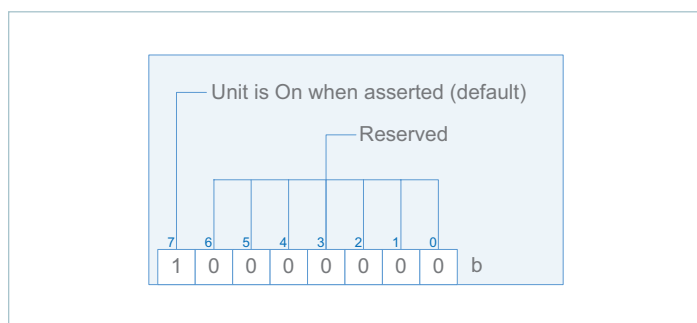 Unit is On when asserted (default)
Reserved
7 6 5 4 3 2 1 0
1 0 0 0 0 0 0 0 b